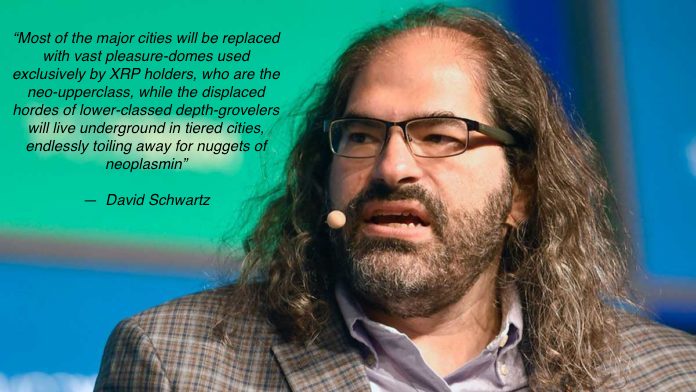 “Most of the major cities will be replaced
with vast pleasure-domes used
exclusively by XRP holders, who are the
neo-upperclass, while the displaced
hordes of lower-classed depth-grovelers
will live underground in tiered cities,
endlessly toiling away for nuggets of
neoplasmin”
— David Schwartz